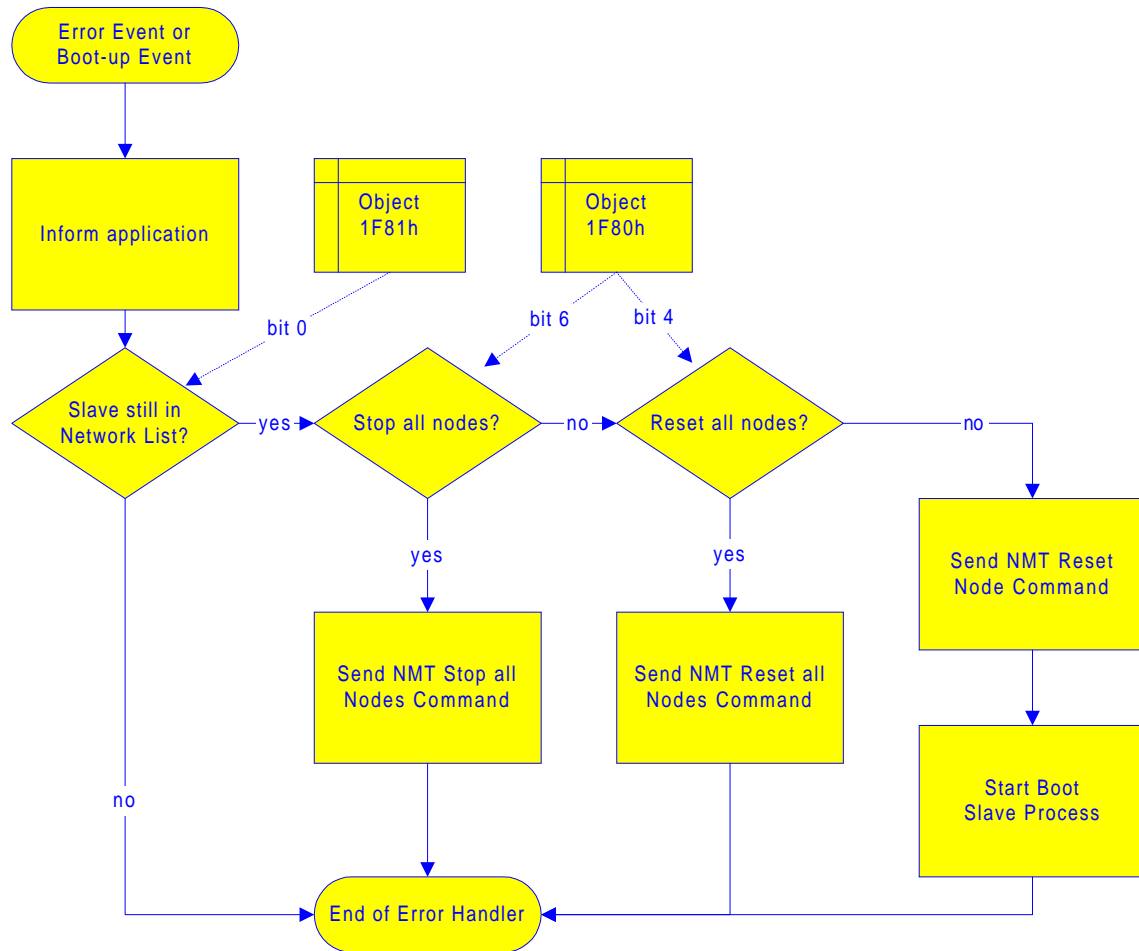 Error Event or
Boot-up Event
Inform application
Object
1F81h
Object
1F80h
bit 0
bit 6
bit 4
Slave still in
Network List?
yes
Stop all nodes?
no
Reset all nodes?
no
yes
yes
Send NMT Reset
Node Command
Send NMT Stop all
Nodes Command
Send NMT Reset all
Nodes Command
Start Boot
Slave Process
no
End of Error Handler